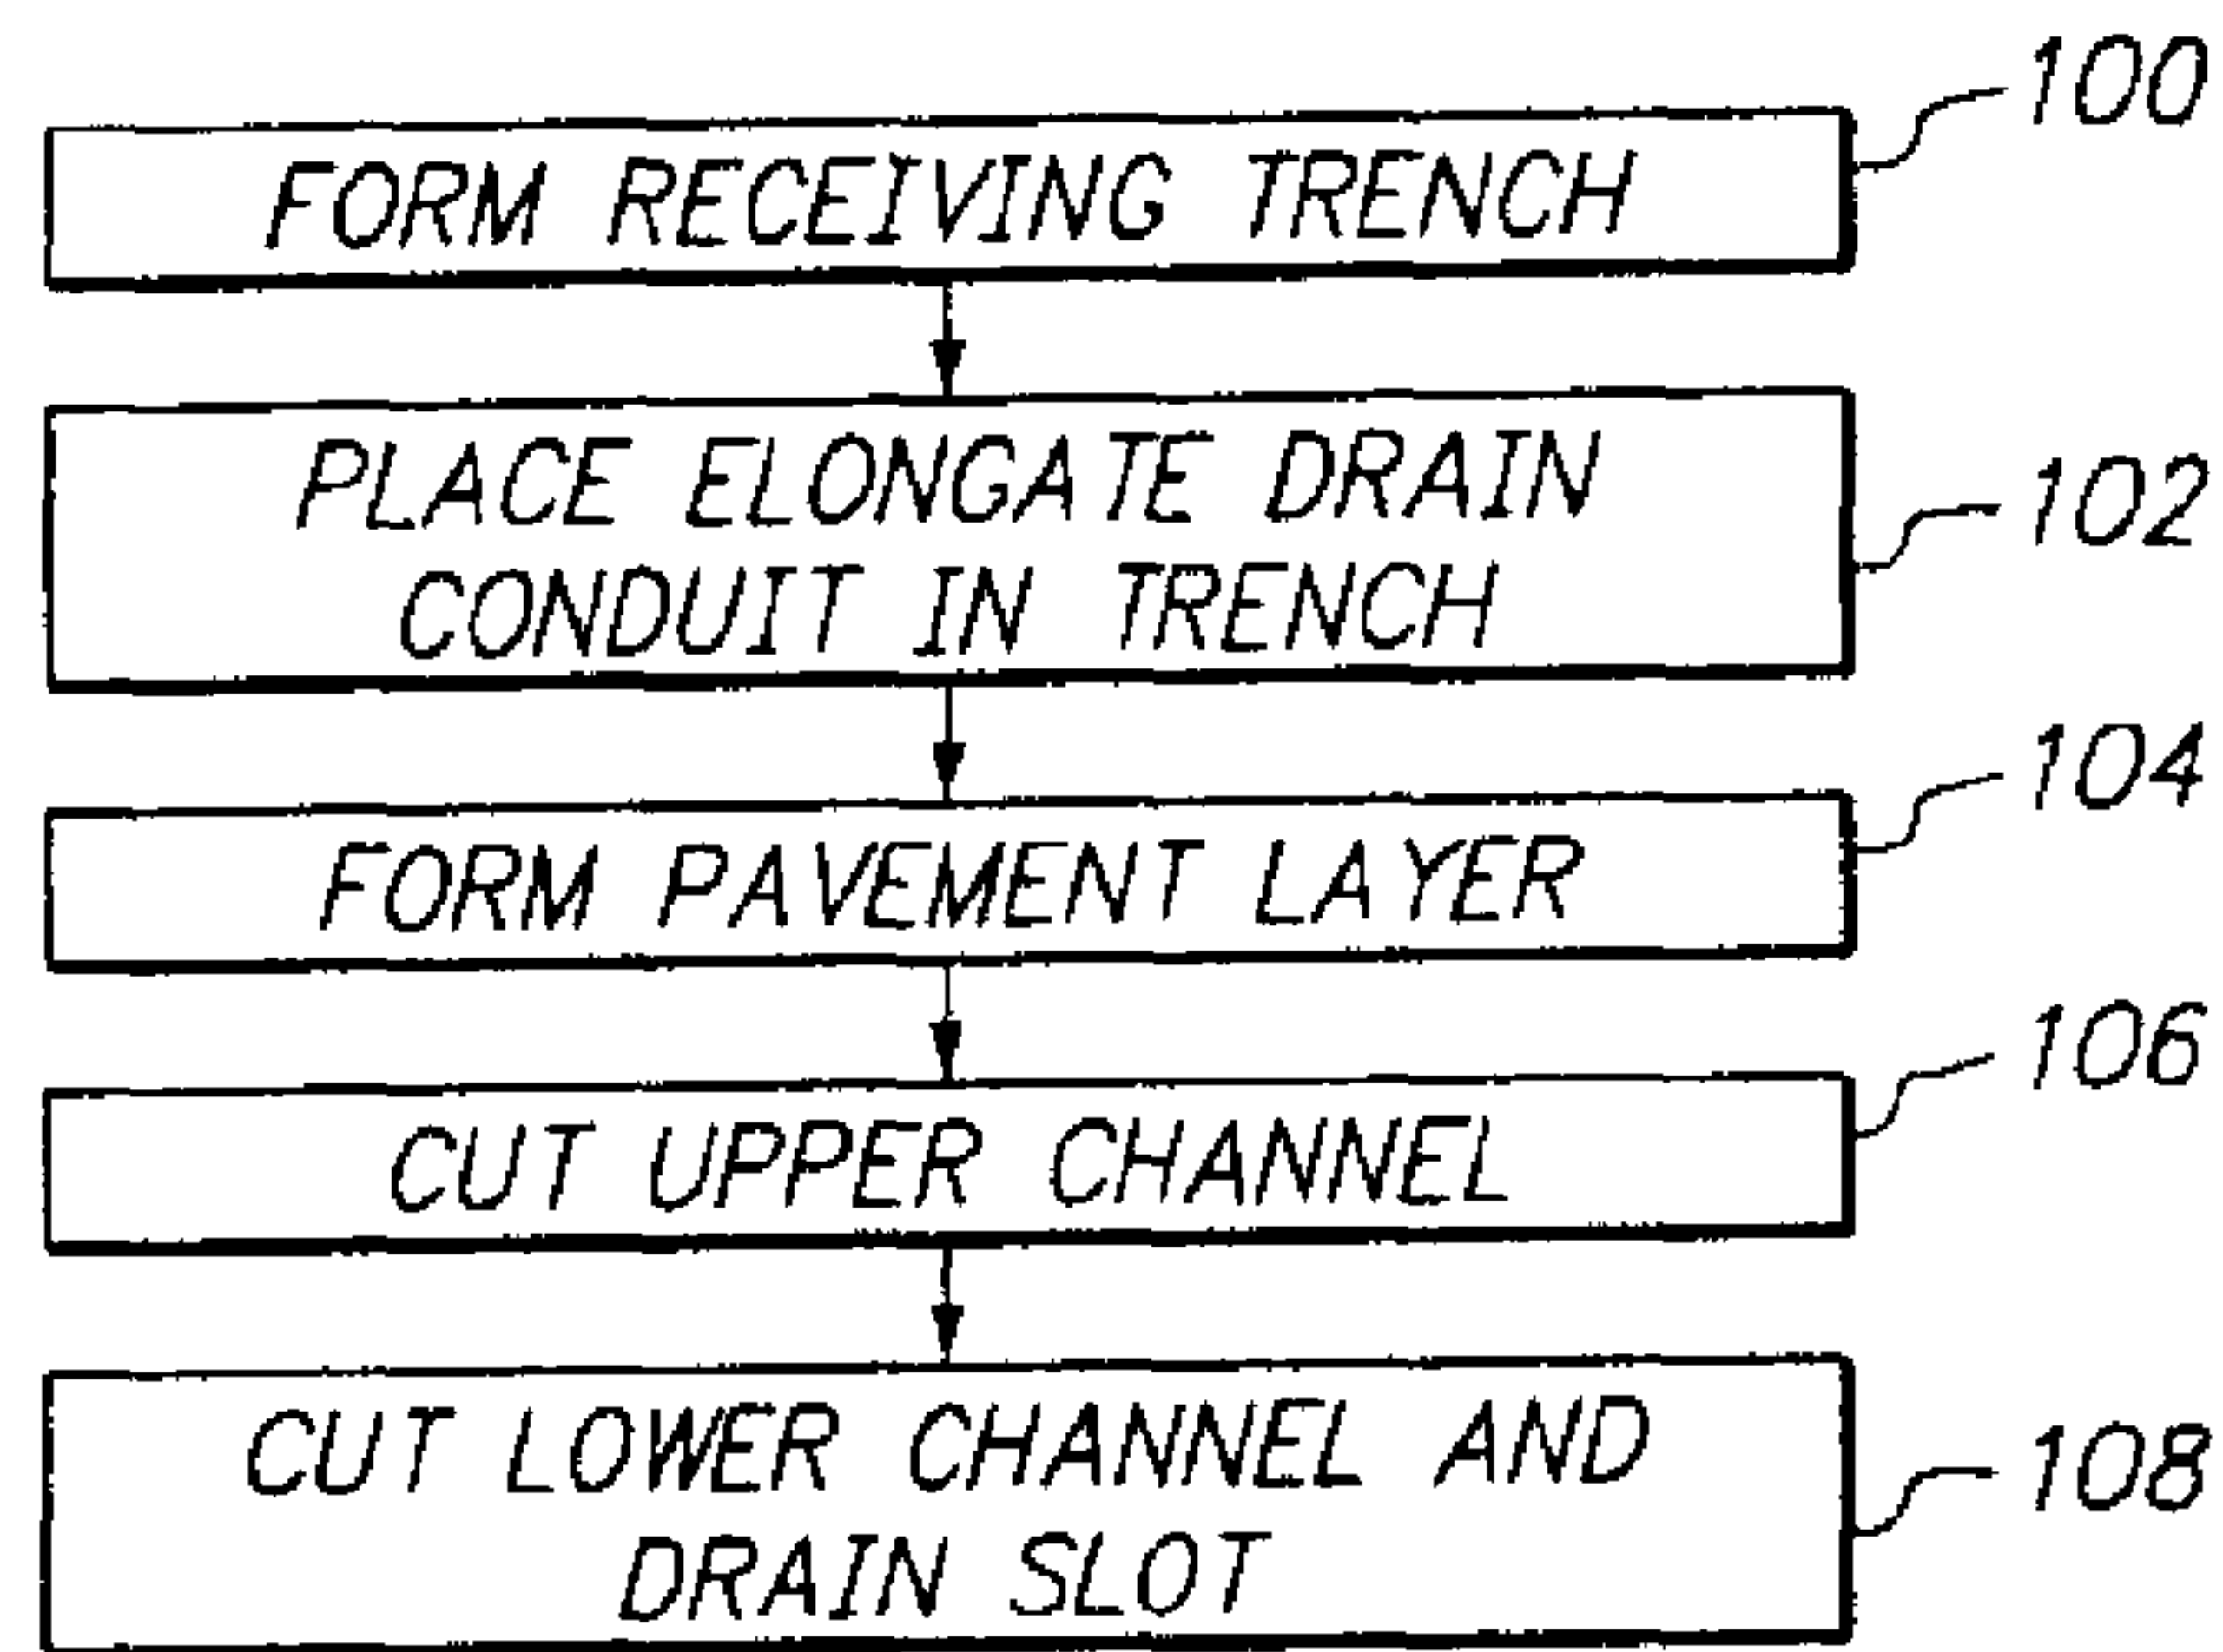 100
FORM RECEIVING TRENCH
PLACE ELONGATE DRAIN
CONDUIT IN TRENCH
102
104
FORM PAVEMENT LAYER
106
CUT UPPER CHANNEL
CUT LOWER CHANNEL AND
DRAIN SLOT
108